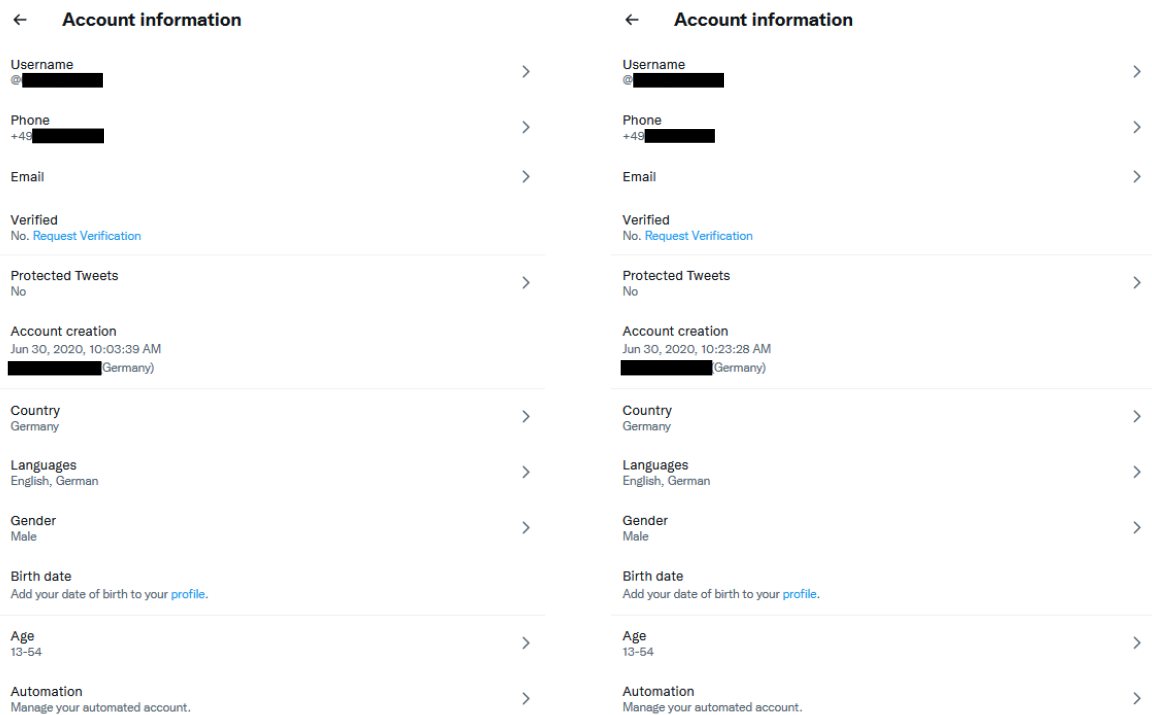 Account information
Username
@
Phone
+49
Email
Verified
No. Request Verification
Protected Tweets
No
Account creation
Jun 30, 2020, 10:03:39 AM
(Germany)
Country
Germany
Languages
English, German
Gender
Male
Birth date
Add your date of birth to your profile.
Age
13-54
Automation
Manage your automated account.
Account information
Username
@
Phone
+49
Email
Verified
No. Request Verification
Protected Tweets
No
Account creation
Jun 30, 2020, 10:23:28 AM
(Germany)
Country
Germany
Languages
English, German
Gender
Male
Birth date
Add your date of birth to your profile.
Age
13-54
Automation
Manage your automated account.